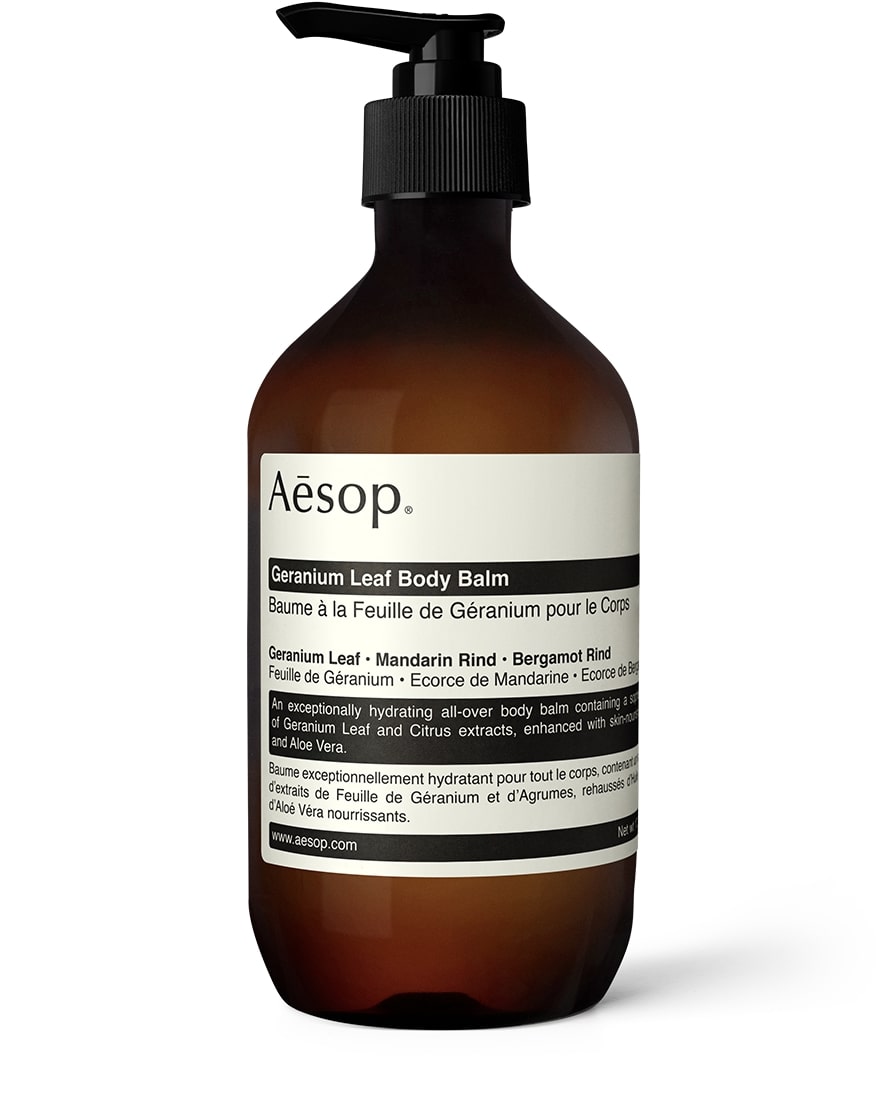 Aēsop®
Geranium Leaf Body Balm
Baume à la Feuille de Géranium pour le Corps
Geranium Leaf · Mandarin Rind · Bergamot Rind
Feuille de Géranium · Ecorce de Mandarine · Ecorce de
An exceptionally hydrating all-over body balm containing a
of Geranium Leaf and Citrus extracts, enhanced with
and Aloe Vera.
Baume exceptionnellement hydratant pour tout le corps, contenant
d'extraits de Feuille de Géranium et d'Agrumes, rehaussés
d'Aloé Véra nourrissants.
www.aesop.com
Net